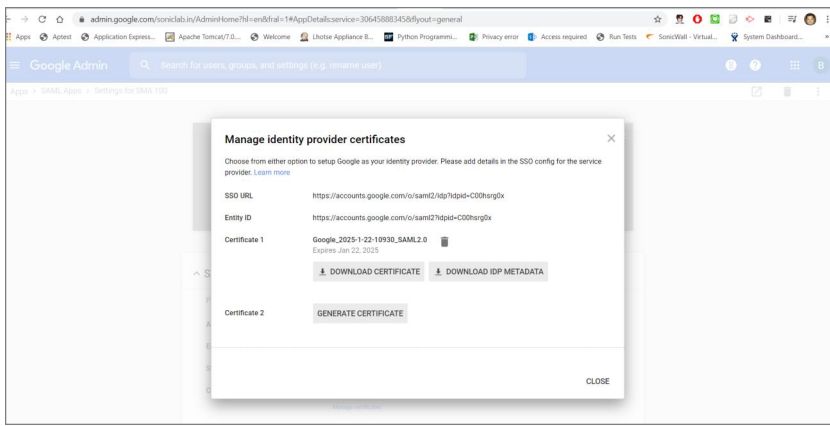 admin.google.com/soniclab.in/AdminHome?hl=en&fral=1#AppDetails:service=306458888345&flyout=general
Apps Aptest Application Express... Apache Tomcat/7.0... Welcome Lhotse Appliance B... Python Programmi... Privacy error Access required Run Tests SonicWall - Virtual... System Dashboard... »
Google Admin Search for users, groups, and settings (e.g. rename user) B
Apps > SAML Apps > Settings for SMA 100
Manage identity provider certificates
Choose from either option to setup Google as your identity provider. Please add details in the SSO config for the service
provider. Learn more
SSO URL https://accounts.google.com/o/saml2/idp?idpid=C00hsrg0x
Entity ID https://accounts.google.com/o/saml2?idpid=C00hsrg0x
Certificate 1 Google_2025-1-22-10930_SAML2.0
Expires Jan 22, 2025
DOWNLOAD CERTIFICATE DOWNLOAD IDP METADATA
Certificate 2 GENERATE CERTIFICATE
CLOSE
Manage certificates